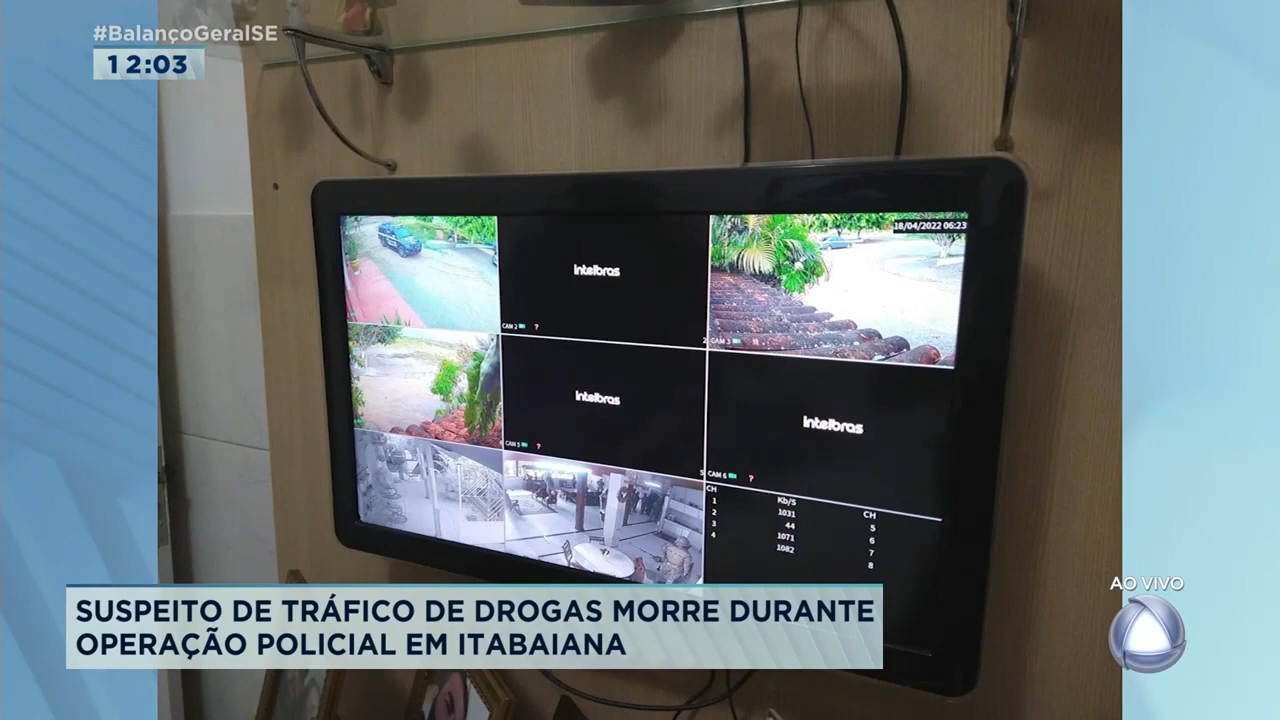 #BalançoGeralSE
12:03
18/04/2022 06:23
intelbras
CAM 2 ?
CAM 3
intelbras
CAM 5 ?
intelbras
CAM 6 ?
CH Kb/S CH
1 1031 5
2 44 6
3 1071 7
4 1082 8
AO VIVO
SUSPEITO DE TRÁFICO DE DROGAS MORRE DURANTE
OPERAÇÃO POLICIAL EM ITABAIANA